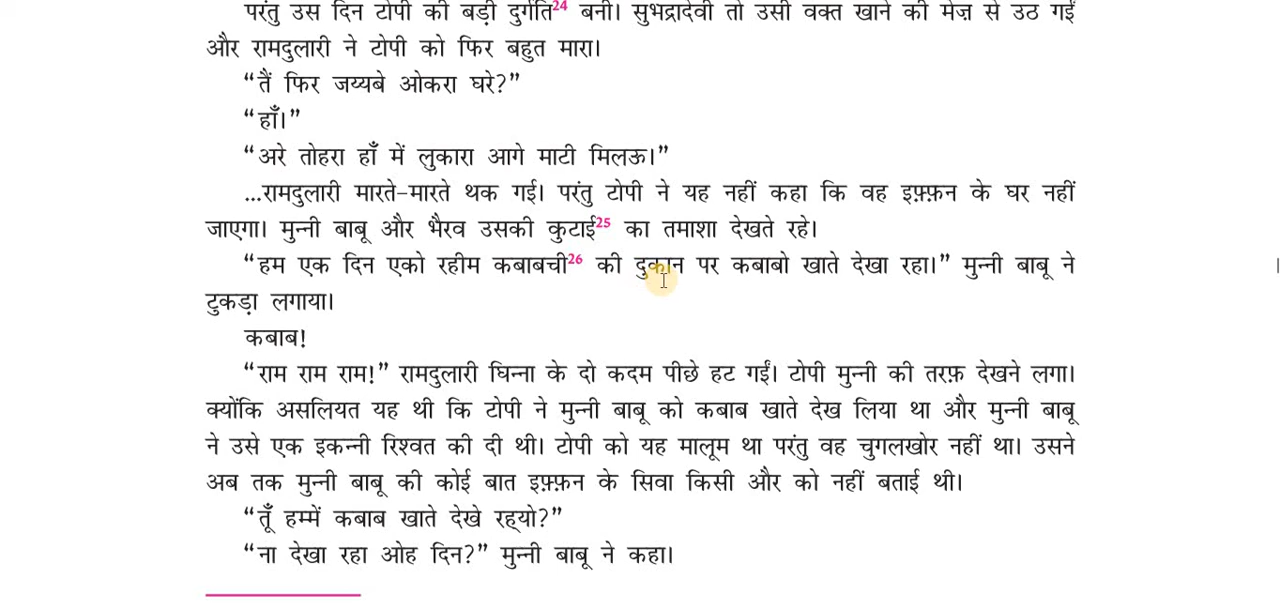 परंतु उस दिन टोपी की बड़ी दुर्गति24 बनी। सुभद्रादेवी तो उसी वक्त खाने की मेज़ से उठ गईं
और रामदुलारी ने टोपी को फिर बहुत मारा।
“तैं फिर जय्यबे ओकरा घरे?”
“हाँ।”
“अरे तोहरा हाँ में लुकारा आगे माटी मिलऊ।”
...रामदुलारी मारते-मारते थक गई। परंतु टोपी ने यह नहीं कहा कि वह इफ़्फ़न के घर नहीं
जाएगा। मुन्नी बाबू और भैरव उसकी कुटाई25 का तमाशा देखते रहे।
“हम एक दिन एको रहीम कबाबची26 की दुकान पर कबाबो खाते देखा रहा।” मुन्नी बाबू ने
टुकड़ा लगाया।
कबाब!
“राम राम राम!” रामदुलारी घिन्ना के दो कदम पीछे हट गईं। टोपी मुन्नी की तरफ़ देखने लगा।
क्योंकि असलियत यह थी कि टोपी ने मुन्नी बाबू को कबाब खाते देख लिया था और मुन्नी बाबू
ने उसे एक इकन्नी रिश्वत की दी थी। टोपी को यह मालूम था परंतु वह चुगलखोर नहीं था। उसने
अब तक मुन्नी बाबू की कोई बात इफ़्फ़न के सिवा किसी और को नहीं बताई थी।
“तूँ हम्में कबाब खाते देखे रह्यो?”
“ना देखा रहा ओह दिन?” मुन्नी बाबू ने कहा।